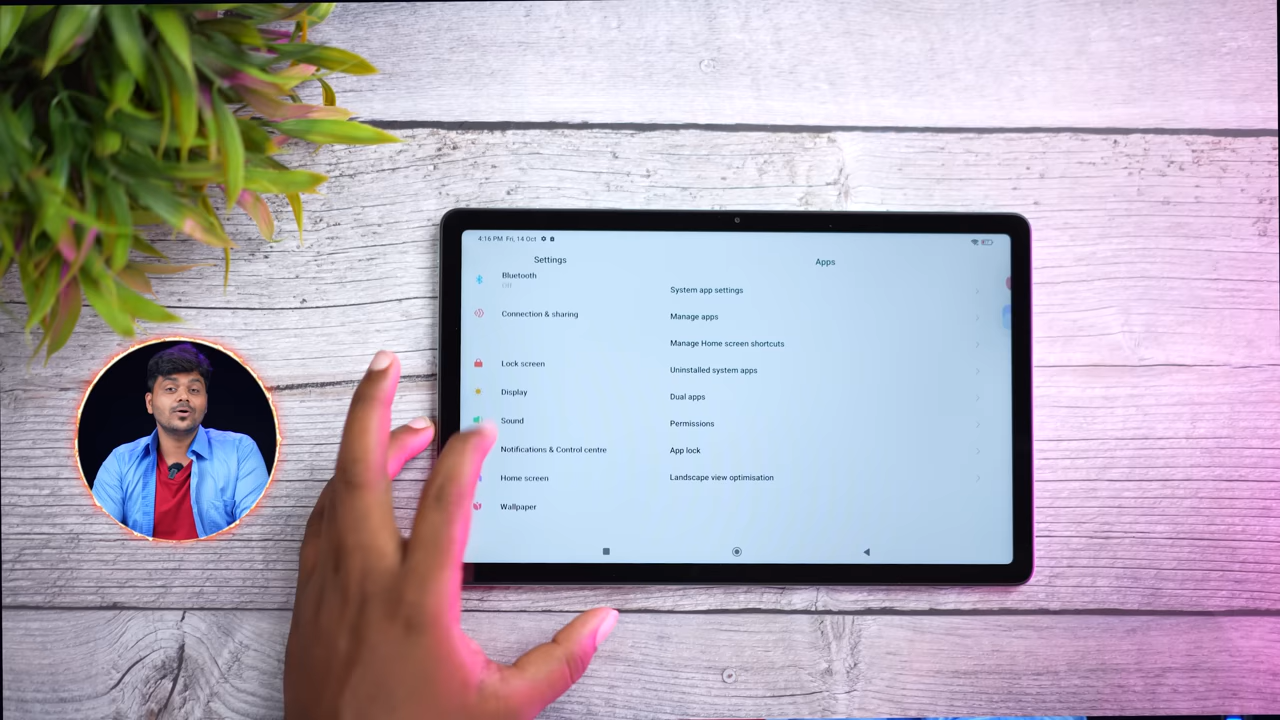 4:16 PM Fri, 14 Oct
Settings
Apps
Bluetooth
Off
Connection & sharing
Lock screen
Display
Sound
Notifications & Control centre
Home screen
Wallpaper
System app settings
Manage apps
Manage Home screen shortcuts
Uninstalled system apps
Dual apps
Permissions
App lock
Landscape view optimisation